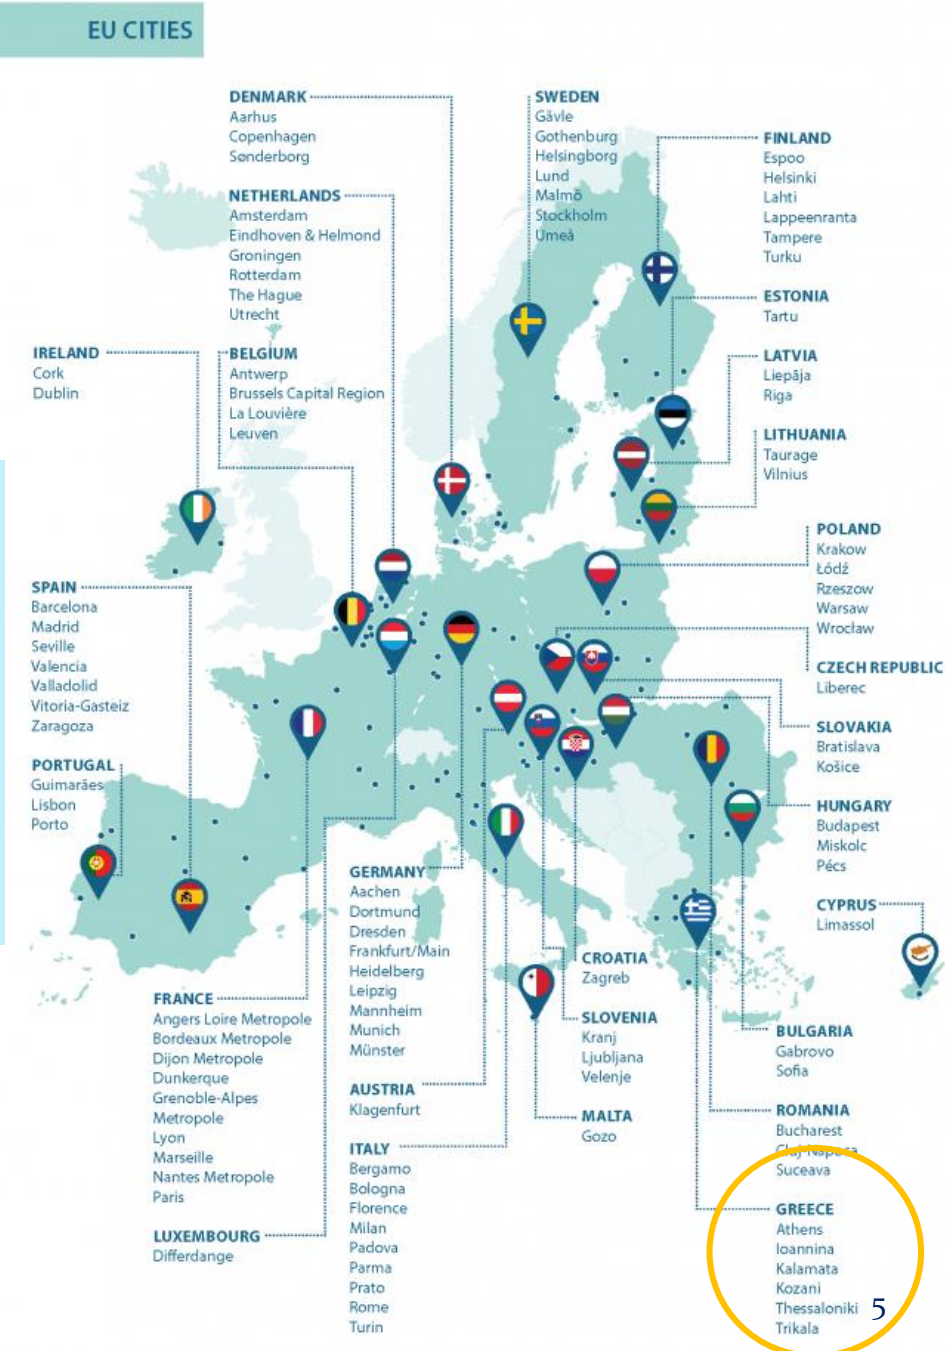 EU CITIES
DENMARK
Aarhus
Copenhagen
Sønderborg
SWEDEN
Gävle
Gothenburg
Helsingborg
Lund
Malmö
Stockholm
Umeå
FINLAND
Espoo
Helsinki
Lahti
Lappeenranta
Tampere
Turku
NETHERLANDS
Amsterdam
Eindhoven & Helmond
Groningen
Rotterdam
The Hague
Utrecht
ESTONIA
Tartu
IRELAND
Cork
Dublin
BELGIUM
Antwerp
Brussels Capital Region
La Louvière
Leuven
LATVIA
Liepāja
Riga
LITHUANIA
Taurage
Vilnius
POLAND
Krakow
Łódź
Rzeszow
Warsaw
Wrocław
SPAIN
Barcelona
Madrid
Seville
Valencia
Valladolid
Vitoria-Gasteiz
Zaragoza
CZECH REPUBLIC
Liberec
SLOVAKIA
Bratislava
Košice
PORTUGAL
Guimarães
Lisbon
Porto
HUNGARY
Budapest
Miskolc
Pécs
GERMANY
Aachen
Dortmund
Dresden
Frankfurt/Main
Heidelberg
Leipzig
Mannheim
Munich
Münster
CYPRUS
Limassol
CROATIA
Zagreb
FRANCE
Angers Loire Metropole
Bordeaux Metropole
Dijon Metropole
Dunkerque
Grenoble-Alpes
Metropole
Lyon
Marseille
Nantes Metropole
Paris
SLOVENIA
Kranj
Ljubljana
Velenje
BULGARIA
Gabrovo
Sofia
AUSTRIA
Klagenfurt
MALTA
Gozo
ROMANIA
Bucharest
Cluj-Napoca
Suceava
ITALY
Bergamo
Bologna
Florence
Milan
Padova
Parma
Prato
Rome
Turin
GREECE
Athens
Ioannina
Kalamata
Kozani
Thessaloniki 5
Trikala
LUXEMBOURG
Differdange